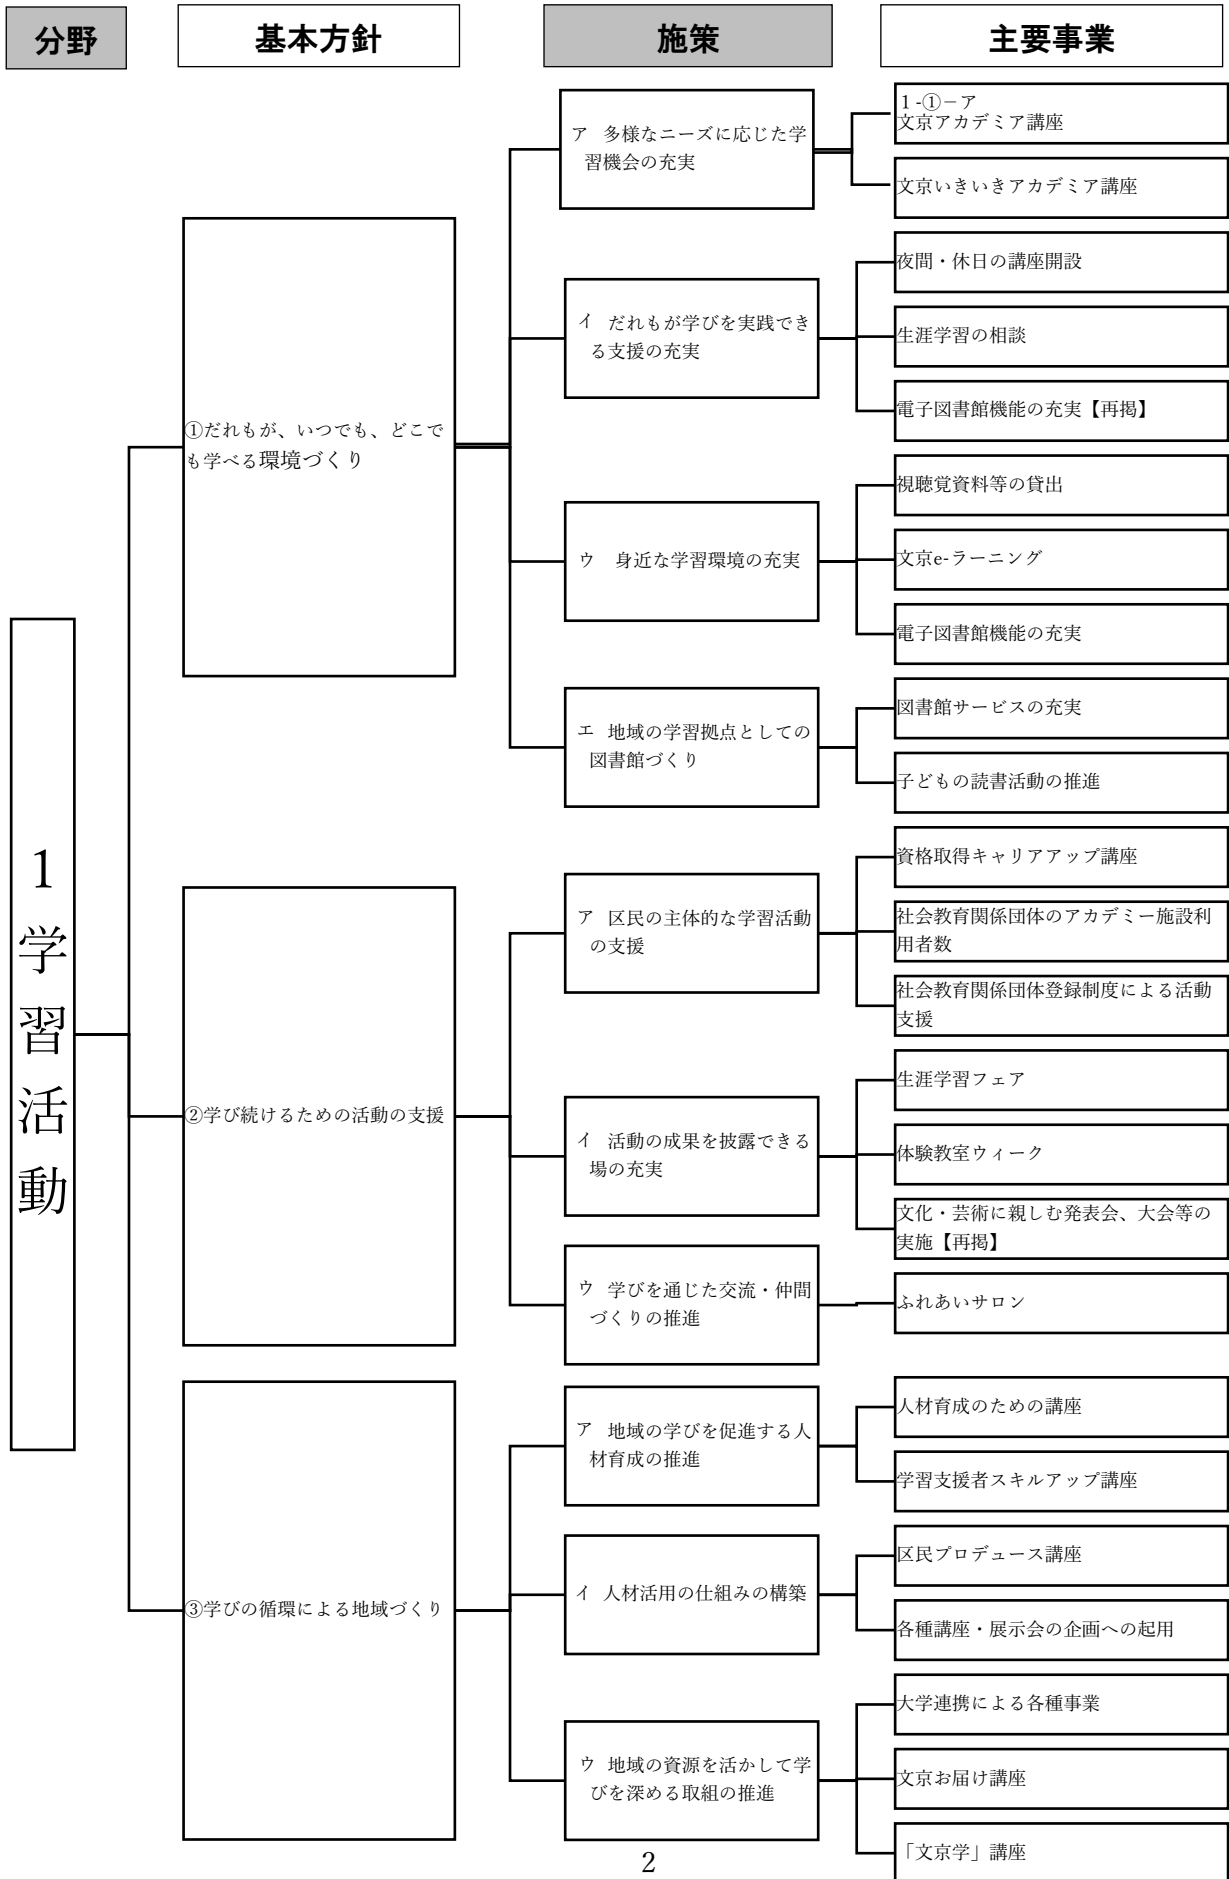 分野
基本方針
施策
主要事業
1学習活動
①だれもが、いつでも、どこで
も学べる環境づくり
ア 多様なニーズに応じた学
習機会の充実
1-①−ア
文京アカデミア講座
文京いきいきアカデミア講座
イ だれもが学びを実践でき
る支援の充実
夜間・休日の講座開設
生涯学習の相談
電子図書館機能の充実【再掲】
ウ 身近な学習環境の充実
視聴覚資料等の貸出
文京e-ラーニング
電子図書館機能の充実
エ 地域の学習拠点としての
図書館づくり
図書館サービスの充実
子どもの読書活動の推進
②学び続けるための活動の支援
ア 区民の主体的な学習活動
の支援
資格取得キャリアアップ講座
社会教育関係団体のアカデミー施設利
用者数
社会教育関係団体登録制度による活動
支援
イ 活動の成果を披露できる
場の充実
生涯学習フェア
体験教室ウィーク
文化・芸術に親しむ発表会、大会等の
実施【再掲】
ウ 学びを通じた交流・仲間
づくりの推進
ふれあいサロン
③学びの循環による地域づくり
ア 地域の学びを促進する人
材育成の推進
人材育成のための講座
学習支援者スキルアップ講座
イ 人材活用の仕組みの構築
区民プロデュース講座
各種講座・展示会の企画への起用
ウ 地域の資源を活かして学
びを深める取組の推進
大学連携による各種事業
文京お届け講座
「文京学」講座
2